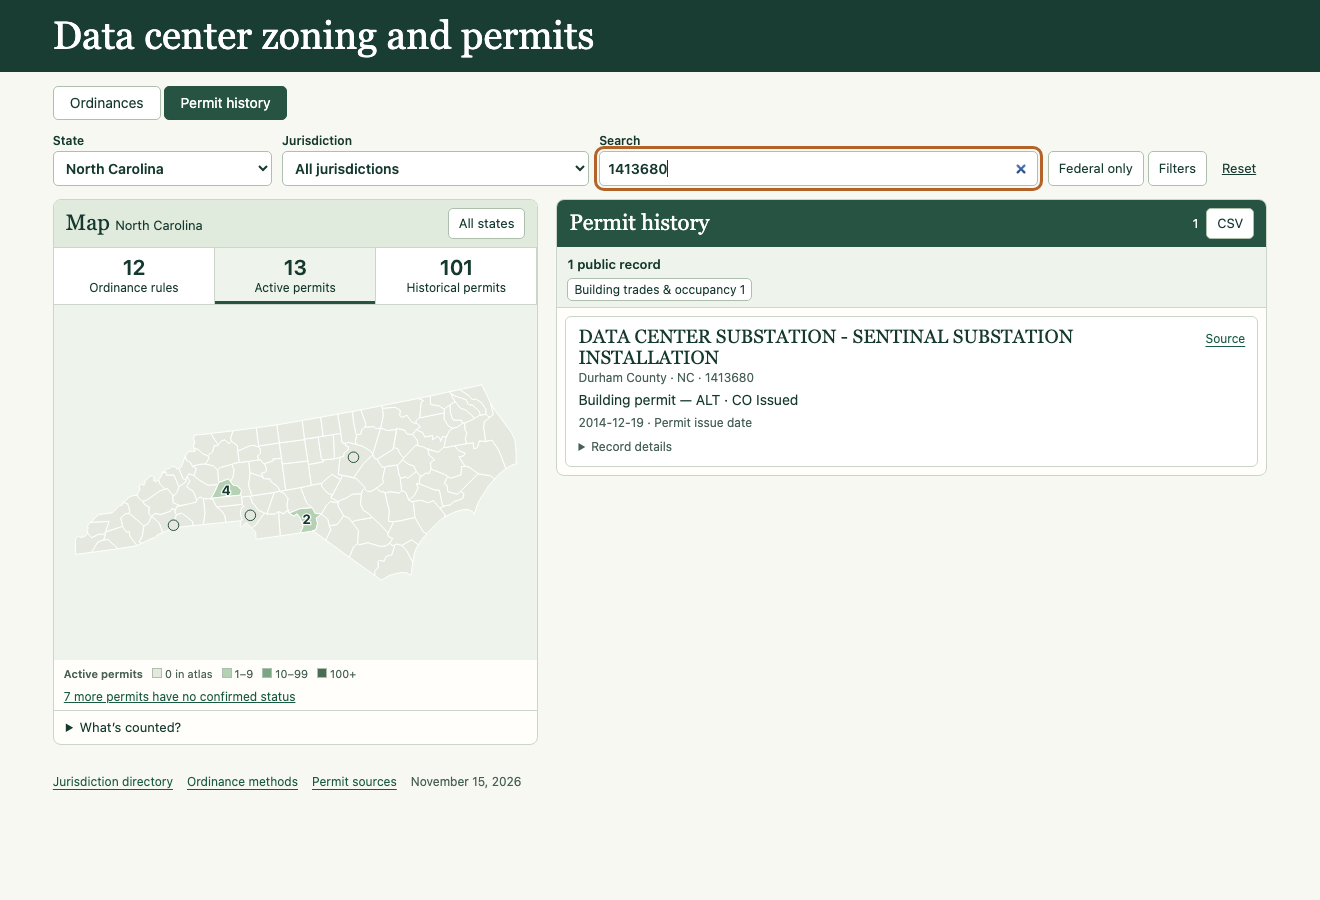 Data center zoning and permits
Ordinances
Permit history
State
Jurisdiction
Search
North Carolina
All jurisdictions
1413680
Federal only
Filters
Reset
Map North Carolina
All states
12
Ordinance rules
13
Active permits
101
Historical permits
4
2
Active permits 0 in atlas 1–9 10–99 100+
7 more permits have no confirmed status
What's counted?
Permit history
1
CSV
1 public record
Building trades & occupancy 1
DATA CENTER SUBSTATION - SENTINAL SUBSTATION
INSTALLATION
Source
Durham County · NC · 1413680
Building permit — ALT · CO Issued
2014-12-19 · Permit issue date
Record details
Jurisdiction directory Ordinance methods Permit sources November 15, 2026